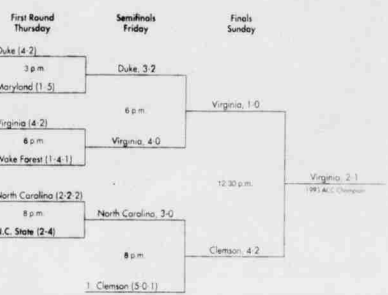 First Round
Thursday
Semifinals
Friday
Finals
Sunday
Duke (4-2)
3 p.m.
Maryland (1-5)
Duke, 3-2
6 p.m.
Virginia, 1-0
Virginia (4-2)
6 p.m.
Virginia, 4-0
Wake Forest (1-4-1)
12:30 p.m.
Virginia, 2-1
1993 ACC Champion
North Carolina (2-2-2)
8 p.m.
North Carolina, 3-0
N.C. State (2-4)
8 p.m.
Clemson, 4-2
1. Clemson (5-0-1)